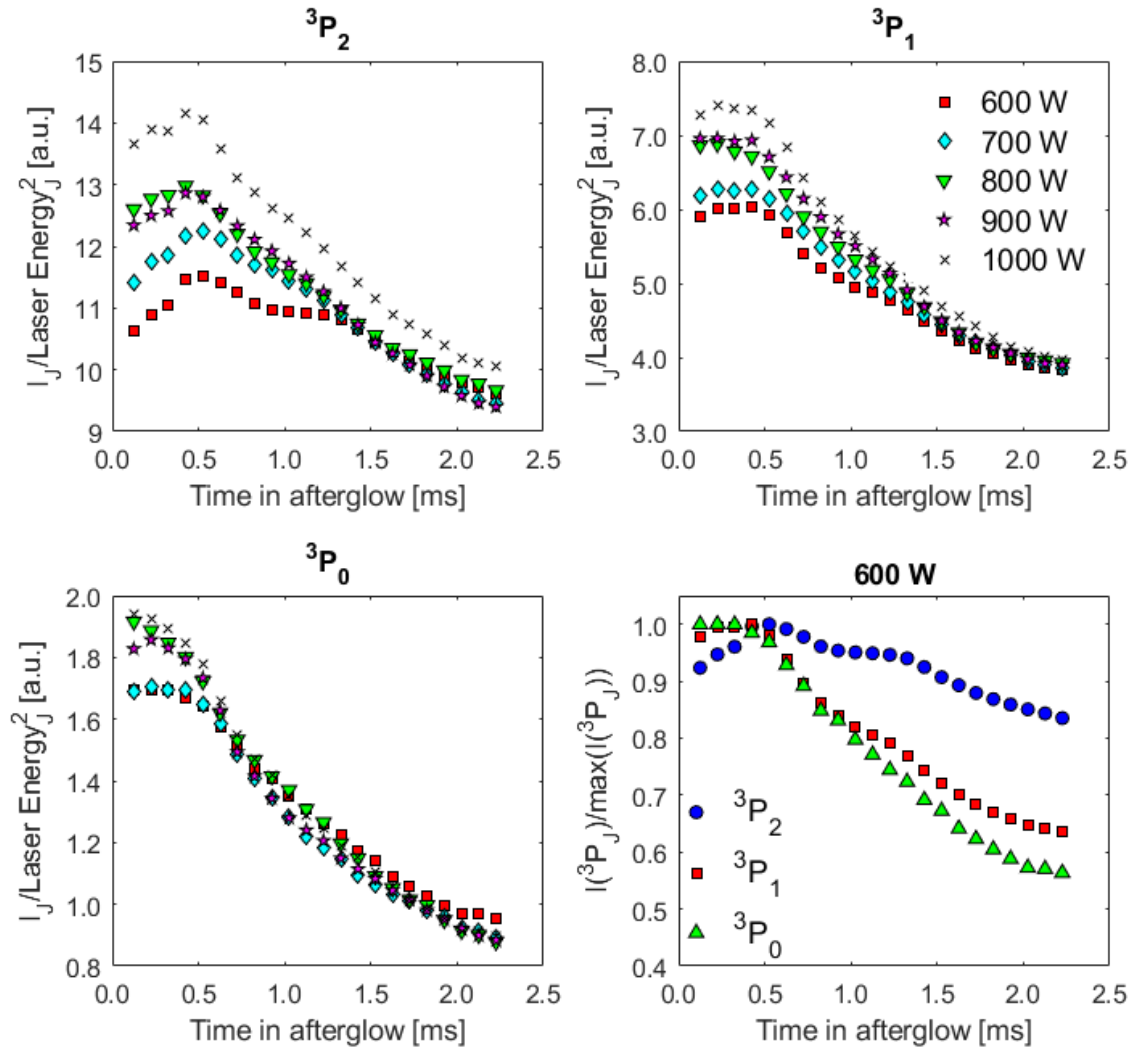 ³P₂
15
14
13
12
11
10
9
0.0 0.5 1.0 1.5 2.0 2.5
I_J/Laser Energy_J² [a.u.]
Time in afterglow [ms]
³P₁
8.0
7.0
6.0
5.0
4.0
3.0
0.0 0.5 1.0 1.5 2.0 2.5
I_J/Laser Energy_J² [a.u.]
Time in afterglow [ms]
600 W
700 W
800 W
900 W
1000 W
³P₀
2.0
1.8
1.6
1.4
1.2
1.0
0.8
0.0 0.5 1.0 1.5 2.0 2.5
I_J/Laser Energy_J² [a.u.]
Time in afterglow [ms]
600 W
1.0
0.9
0.8
0.7
0.6
0.5
0.4
0.0 0.5 1.0 1.5 2.0 2.5
I(³P_J)/max(I(³P_J))
Time in afterglow [ms]
³P₂
³P₁
³P₀